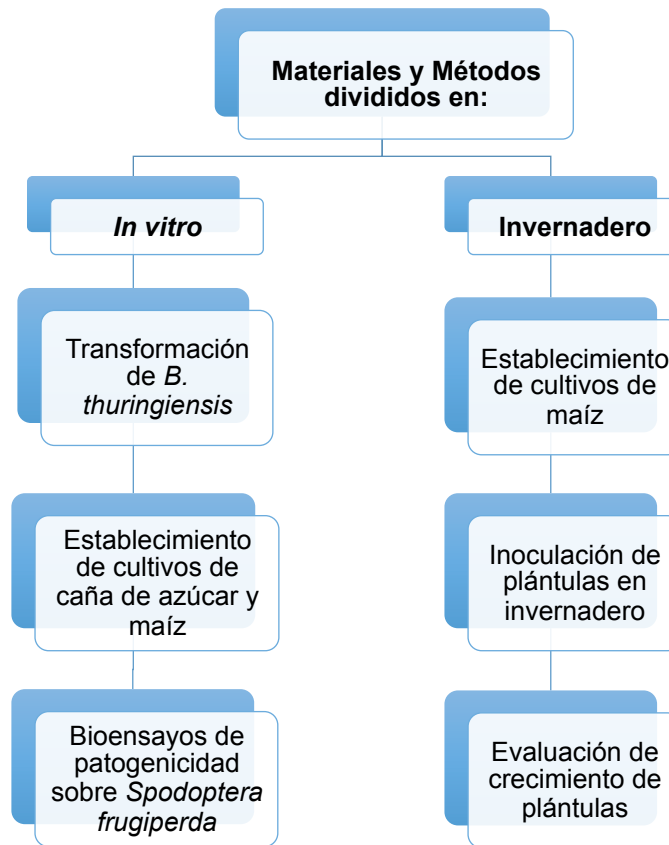 Materiales y Métodos
divididos en:
In vitro
Transformación
de B.
thuringiensis
Establecimiento
de cultivos de
caña de azúcar y
maíz
Bioensayos de
patogenicidad
sobre Spodoptera
frugiperda
Invernadero
Establecimiento
de cultivos de
maíz
Inoculación de
plántulas en
invernadero
Evaluación de
crecimiento de
plántulas